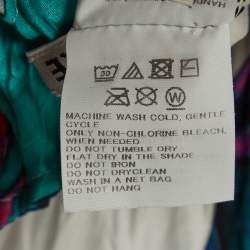 30
W
MACHINE WASH COLD, GENTLE
CYCLE
ONLY NON-CHLORINE BLEACH,
WHEN NEEDED
DO NOT TUMBLE DRY
FLAT DRY IN THE SHADE
DO NOT IRON
DO NOT DRYCLEAN
WASH IN A NET BAG
DO NOT HANG